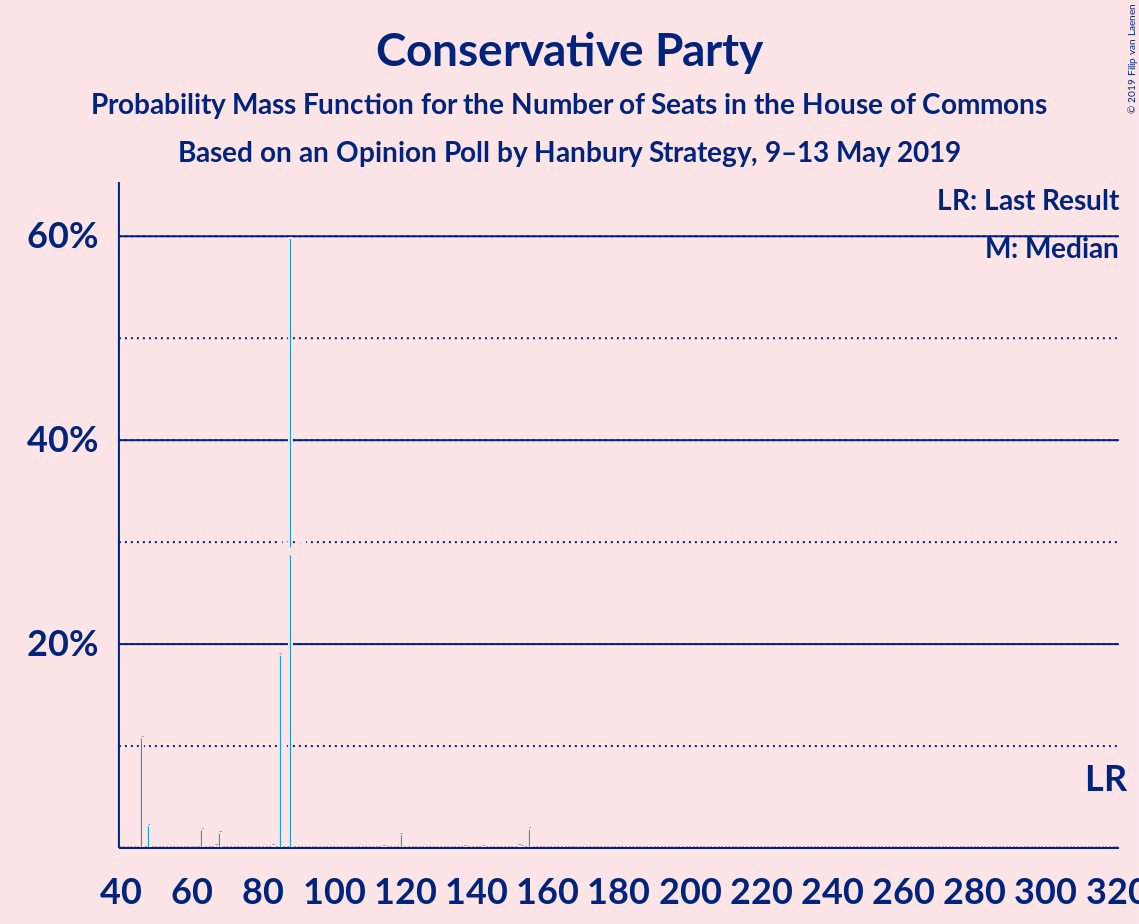 Conservative Party
Probability Mass Function for the Number of Seats in the House of Commons
Based on an Opinion Poll by Hanbury Strategy, 9–13 May 2019
© 2019 Filip van Laenen
LR: Last Result
M: Median
60%
40%
20%
LR
40 60 80 100 120 140 160 180 200 220 240 260 280 300 320